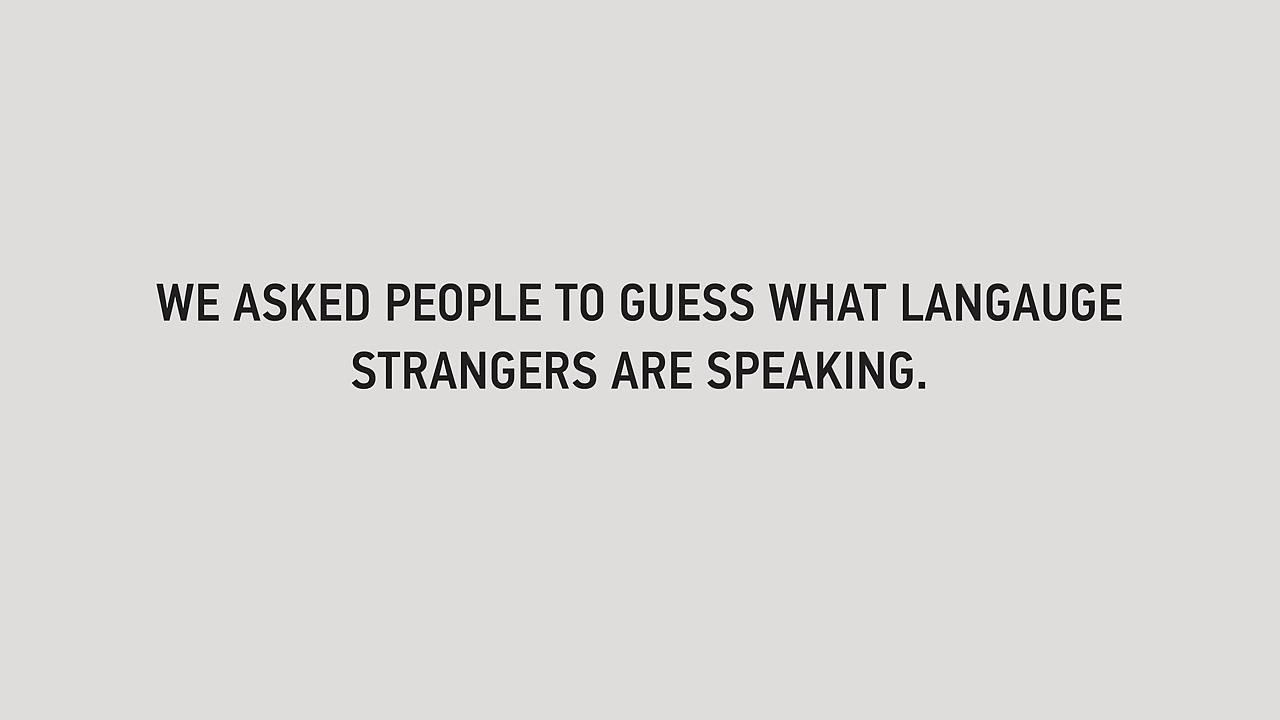 WE ASKED PEOPLE TO GUESS WHAT LANGAUGE
STRANGERS ARE SPEAKING.